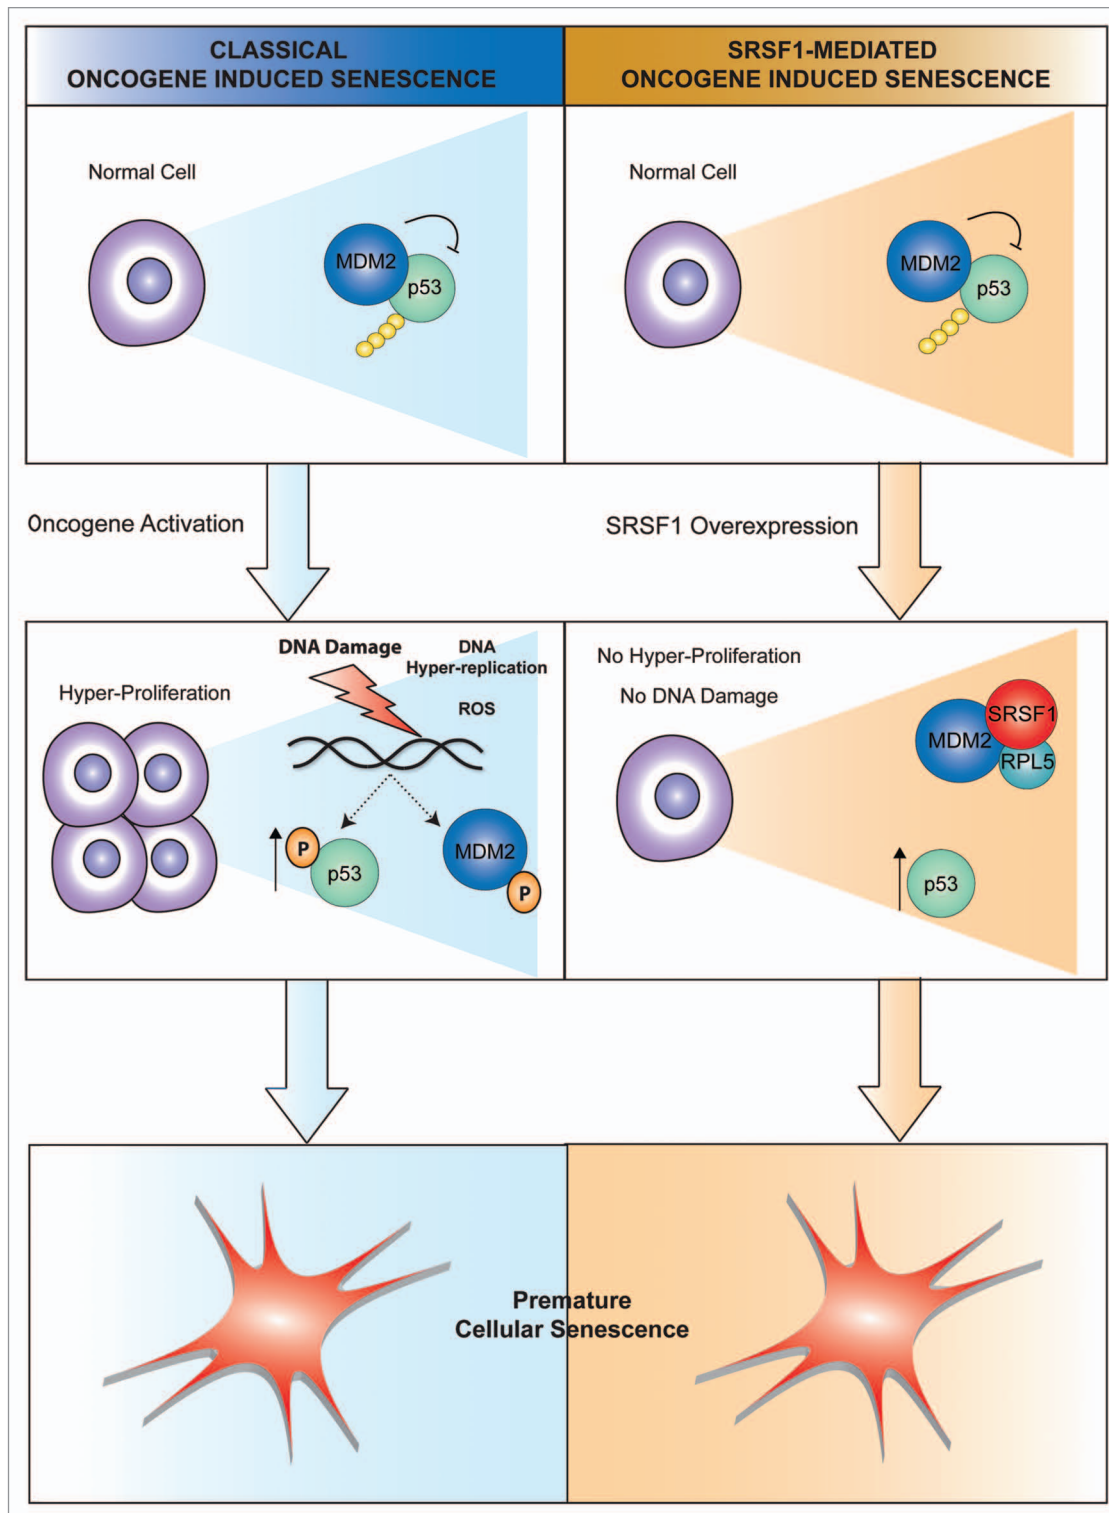 CLASSICAL
ONCOGENE INDUCED SENESCENCE
SRSF1-MEDIATED
ONCOGENE INDUCED SENESCENCE
Normal Cell
MDM2
p53
Normal Cell
MDM2
p53
Oncogene Activation
SRSF1 Overexpression
DNA Damage
DNA
Hyper-replication
ROS
Hyper-Proliferation
P
p53
MDM2
P
No Hyper-Proliferation
No DNA Damage
SRSF1
MDM2
RPL5
p53
Premature
Cellular Senescence